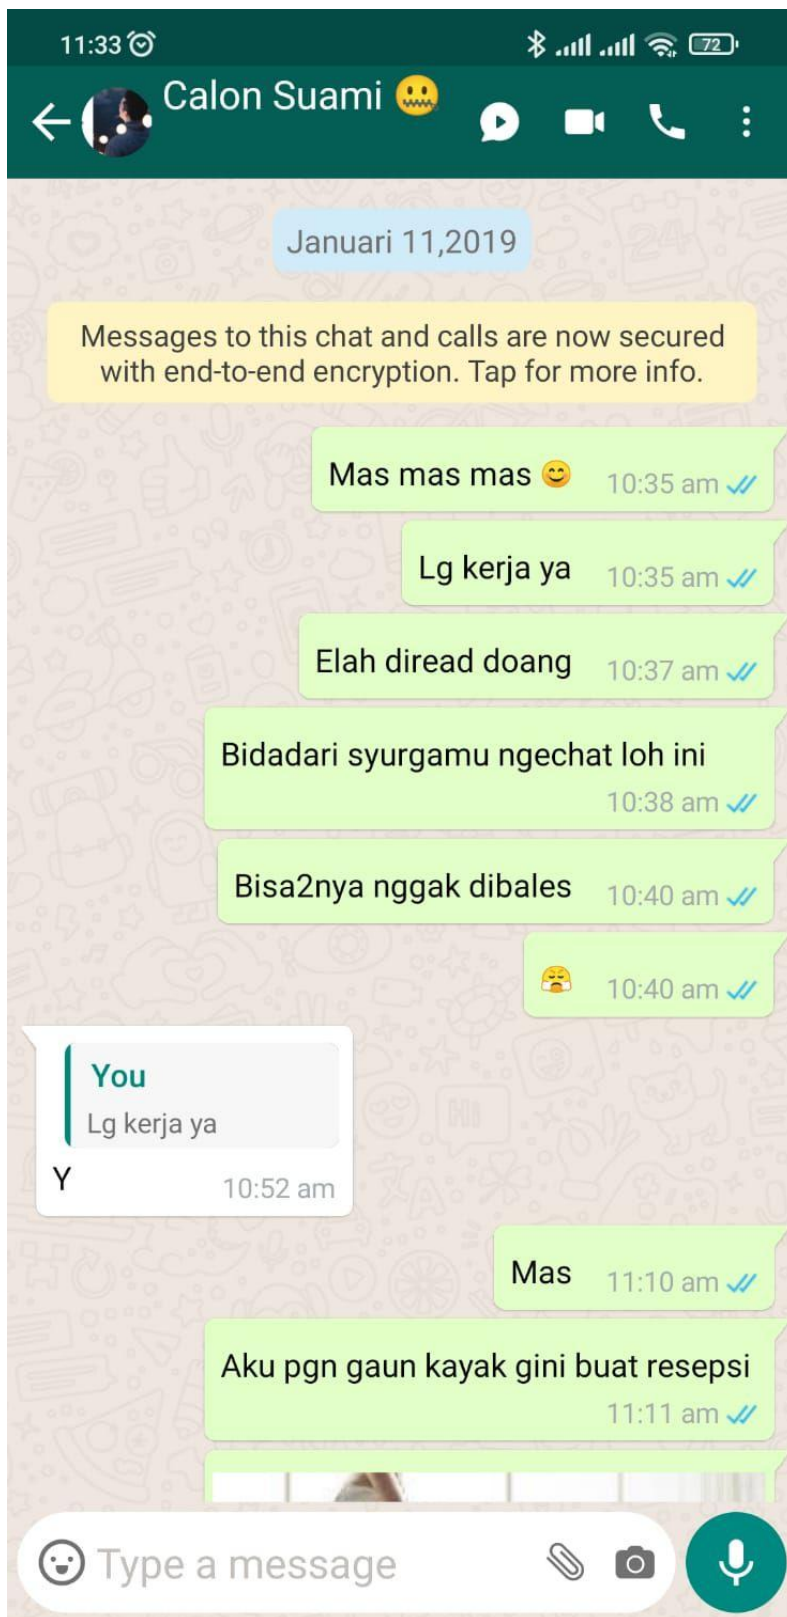 11:33
72
Calon Suami 🤐
Januari 11,2019
Messages to this chat and calls are now secured
with end-to-end encryption. Tap for more info.
Mas mas mas 😊 10:35 am
Lg kerja ya 10:35 am
Elah diread doang 10:37 am
Bidadari syurgamu ngechat loh ini
10:38 am
Bisa2nya nggak dibales 10:40 am
😤 10:40 am
You
Lg kerja ya
Y 10:52 am
Mas 11:10 am
Aku pgn gaun kayak gini buat resepsi
11:11 am
Type a message